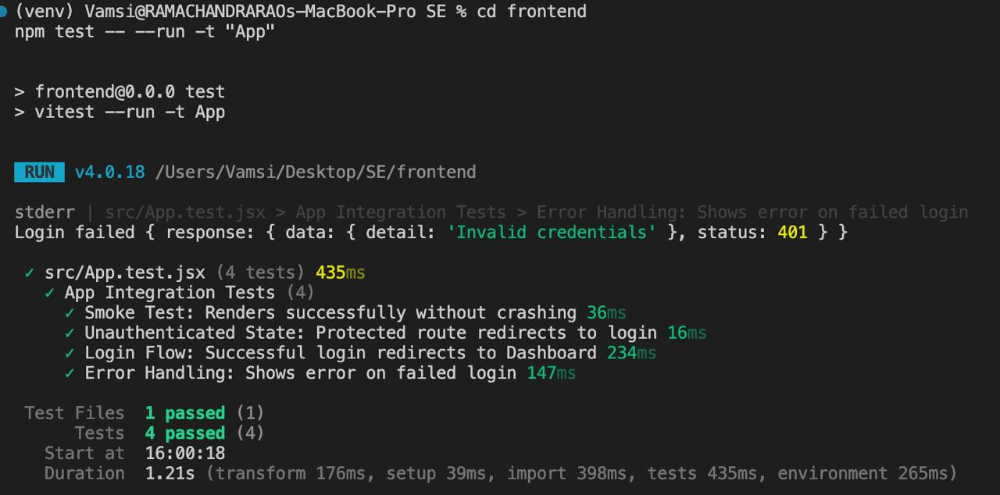 (venv) Vamsi@RAMACHANDRARAOs-MacBook-Pro SE % cd frontend
npm test -- --run -t "App"
> frontend@0.0.0 test
> vitest --run -t App
RUN v4.0.18 /Users/Vamsi/Desktop/SE/frontend
stderr | src/App.test.jsx > App Integration Tests > Error Handling: Shows error on failed login
Login failed { response: { data: { detail: 'Invalid credentials' }, status: 401 } }
✓ src/App.test.jsx (4 tests) 435ms
✓ App Integration Tests (4)
✓ Smoke Test: Renders successfully without crashing 36ms
✓ Unauthenticated State: Protected route redirects to login 16ms
✓ Login Flow: Successful login redirects to Dashboard 234ms
✓ Error Handling: Shows error on failed login 147ms
Test Files 1 passed (1)
Tests 4 passed (4)
Start at 16:00:18
Duration 1.21s (transform 176ms, setup 39ms, import 398ms, tests 435ms, environment 265ms)